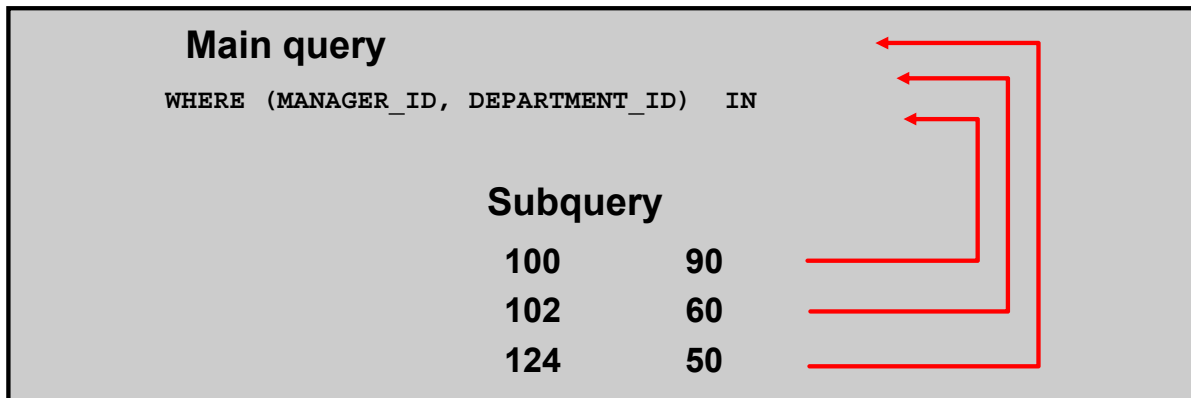 Main query
WHERE (MANAGER_ID, DEPARTMENT_ID) IN
Subquery
100 90
102 60
124 50